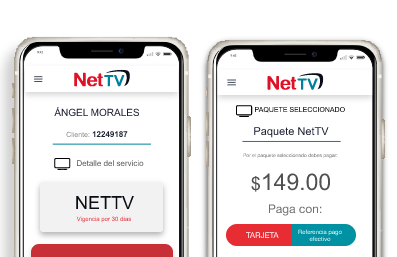 NetTV
ÁNGEL MORALES
Cliente: 12249187
Detalle del servicio
NETTV
Vigencia por 30 días
NetTV
PAQUETE SELECCIONADO
Paquete NetTV
Por el paquete seleccionado debes pagar:
$149.00
Paga con:
TARJETA
Referencia pago
efectivo